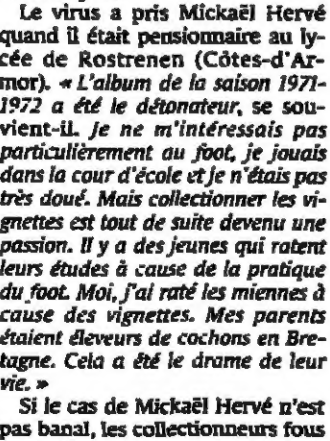 Le virus a pris Mickaël Hervé
quand il était pensionnaire au ly-
cée de Rostrenen (Côtes-d'Ar-
mor). « L'album de la saison 1971-
1972 a été le détonateur, se sou-
vient-il. Je ne m'intéressais pas
particulièrement au foot, je jouais
dans la cour d'école et je n'étais pas
très doué. Mais collectionner les vi-
gnettes est tout de suite devenu une
passion. Il y a des jeunes qui ratent
leurs études à cause de la pratique
du foot. Moi, j'ai raté les miennes à
cause des vignettes. Mes parents
étaient éleveurs de cochons en Bre-
tagne. Cela a été le drame de leur
vie. »
Si le cas de Mickaël Hervé n'est
pas banal, les collectionneurs fous